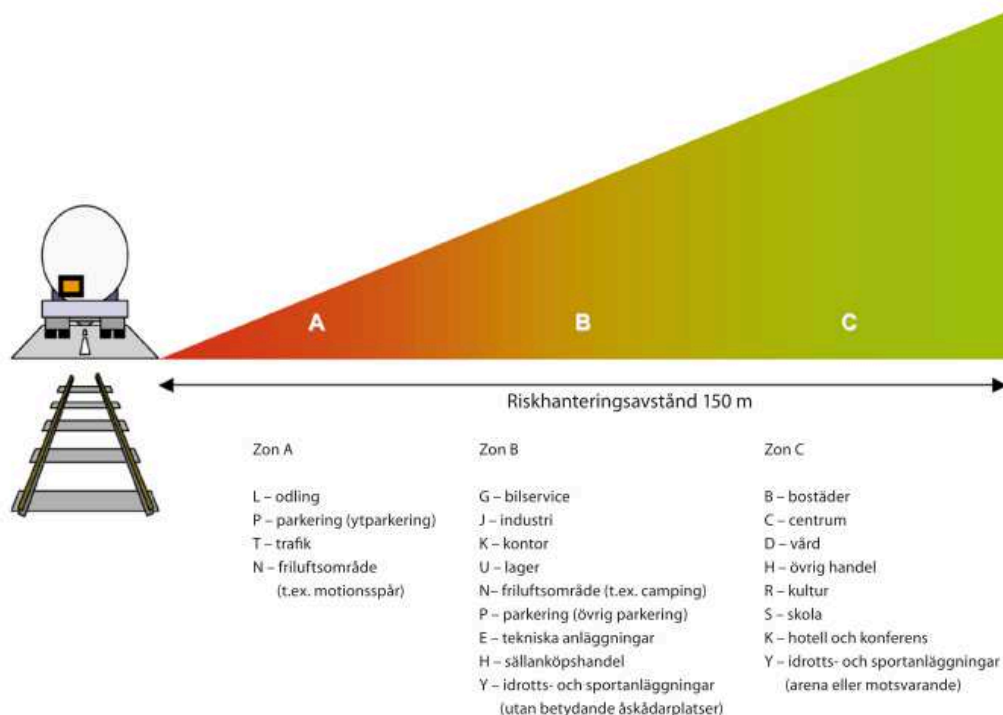 A
B
C
Riskhanteringsavstånd 150 m
Zon A
L – odling
P – parkering (ytparkering)
T – trafik
N – friluftsområde
(t.ex. motionsspår)
Zon B
G – bilservice
J – industri
K – kontor
U – lager
N– friluftsområde (t.ex. camping)
P – parkering (övrig parkering)
E – tekniska anläggningar
H – sällanköpshandel
Y – idrotts- och sportanläggningar
(utan betydande åskådarplatser)
Zon C
B – bostäder
C – centrum
D – vård
H – övrig handel
R – kultur
S – skola
K – hotell och konferens
Y – idrotts- och sportanläggningar
(arena eller motsvarande)